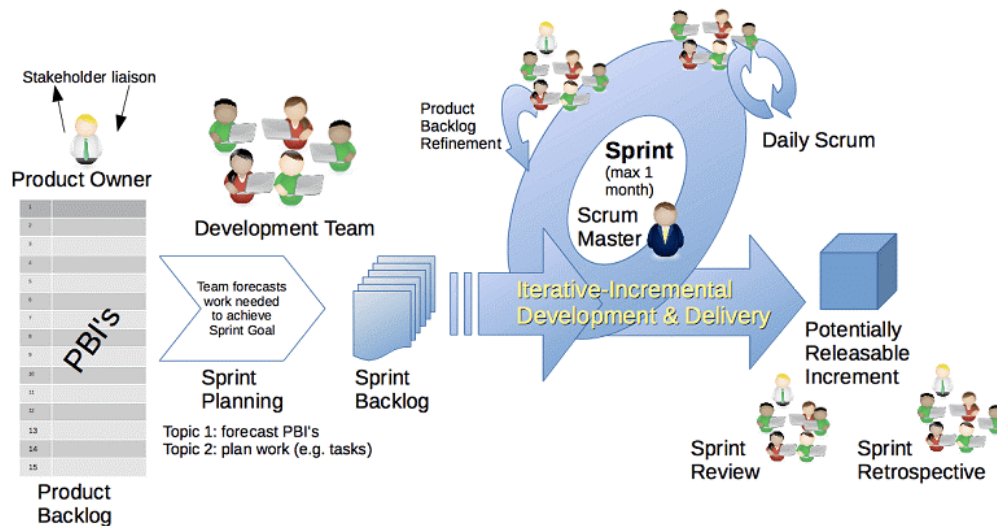 Stakeholder liaison
Product Owner
1
2
3
4
5
6
7
8
9
10
11
12
13
14
15
PBI's
Product
Backlog
Development Team
Team forecasts
work needed
to achieve
Sprint Goal
Sprint
Planning
Topic 1: forecast PBI's
Topic 2: plan work (e.g. tasks)
Sprint
Backlog
Product
Backlog
Refinement
Sprint
(max 1
month)
Scrum
Master
Daily Scrum
Iterative-Incremental
Development & Delivery
Potentially
Releasable
Increment
Sprint
Review
Sprint
Retrospective